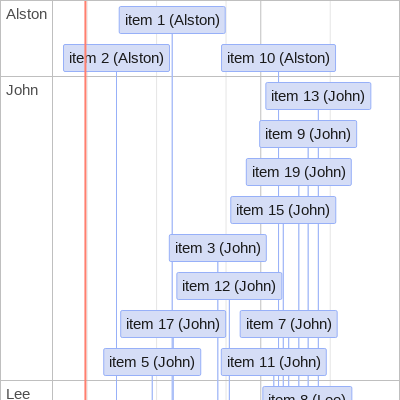 Alston
item 1 (Alston)
item 2 (Alston)
item 10 (Alston)
John
item 13 (John)
item 9 (John)
item 19 (John)
item 15 (John)
item 3 (John)
item 12 (John)
item 17 (John)
item 7 (John)
item 5 (John)
item 11 (John)
Lee
item 8 (Lee)